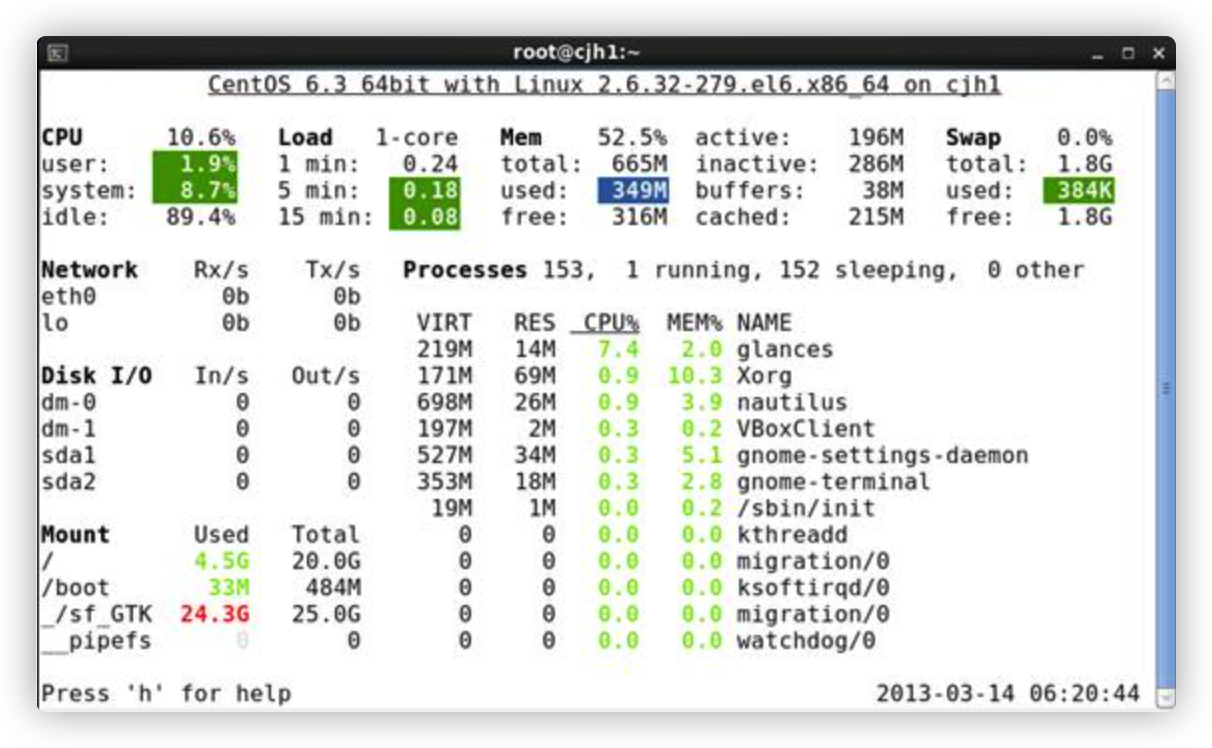 root@cjh1:~
CentOS 6.3 64bit with Linux 2.6.32-279.el6.x86_64 on cjh1
CPU 10.6% Load 1-core Mem 52.5% active: 196M Swap 0.0%
user: 1.9% 1 min: 0.24 total: 665M inactive: 286M total: 1.8G
system: 8.7% 5 min: 0.18 used: 349M buffers: 38M used: 384K
idle: 89.4% 15 min: 0.08 free: 316M cached: 215M free: 1.8G
Network Rx/s Tx/s Processes 153, 1 running, 152 sleeping, 0 other
eth0 0b 0b
lo 0b 0b VIRT RES CPU% MEM% NAME
219M 14M 7.4 2.0 glances
Disk I/O In/s Out/s 171M 69M 0.9 10.3 Xorg
dm-0 0 0 698M 26M 0.9 3.9 nautilus
dm-1 0 0 197M 2M 0.3 0.2 VBoxClient
sda1 0 0 527M 34M 0.3 5.1 gnome-settings-daemon
sda2 0 0 353M 18M 0.3 2.8 gnome-terminal
19M 1M 0.0 0.2 /sbin/init
Mount Used Total 0 0 0.0 0.0 kthreadd
/ 4.5G 20.0G 0 0 0.0 0.0 migration/0
/boot 33M 484M 0 0 0.0 0.0 ksoftirqd/0
_/sf_GTK 24.3G 25.0G 0 0 0.0 0.0 migration/0
__pipefs 0 0 0 0 0.0 0.0 watchdog/0
Press 'h' for help 2013-03-14 06:20:44